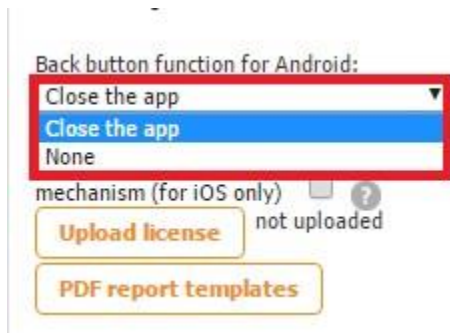 Back button function for Android:
Close the app
Close the app
None
mechanism (for iOS only)
?
Upload license
not uploaded
PDF report templates